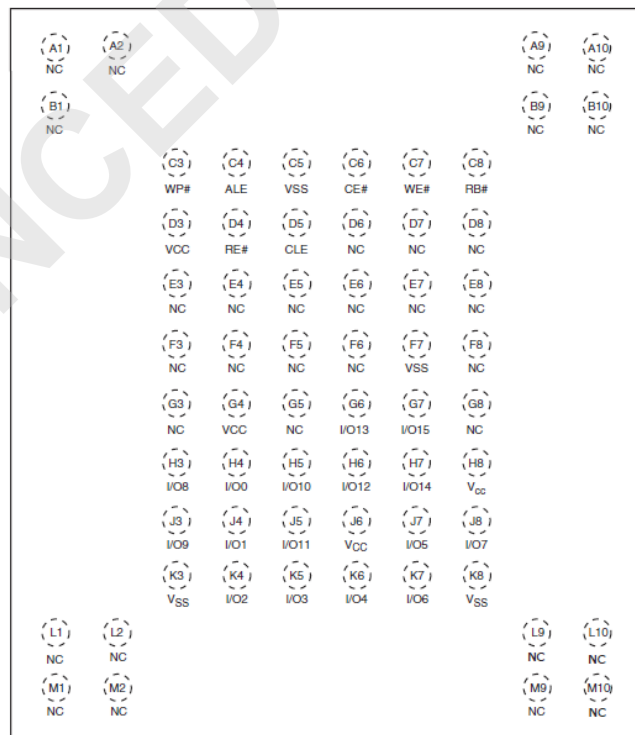 A1 A2 A9 A10
NC NC NC NC
B1 B9 B10
NC NC NC
C3 C4 C5 C6 C7 C8
WP# ALE VSS CE# WE# RB#
D3 D4 D5 D6 D7 D8
VCC RE# CLE NC NC NC
E3 E4 E5 E6 E7 E8
NC NC NC NC NC NC
F3 F4 F5 F6 F7 F8
NC NC NC NC VSS NC
G3 G4 G5 G6 G7 G8
NC VCC NC I/O13 I/O15 NC
H3 H4 H5 H6 H7 H8
I/O8 I/O0 I/O10 I/O12 I/O14 Vcc
J3 J4 J5 J6 J7 J8
I/O9 I/O1 I/O11 VCC I/O5 I/O7
K3 K4 K5 K6 K7 K8
VSS I/O2 I/O3 I/O4 I/O6 VSS
L1 L2 L9 L10
NC NC NC NC
M1 M2 M9 M10
NC NC NC NC
NCED